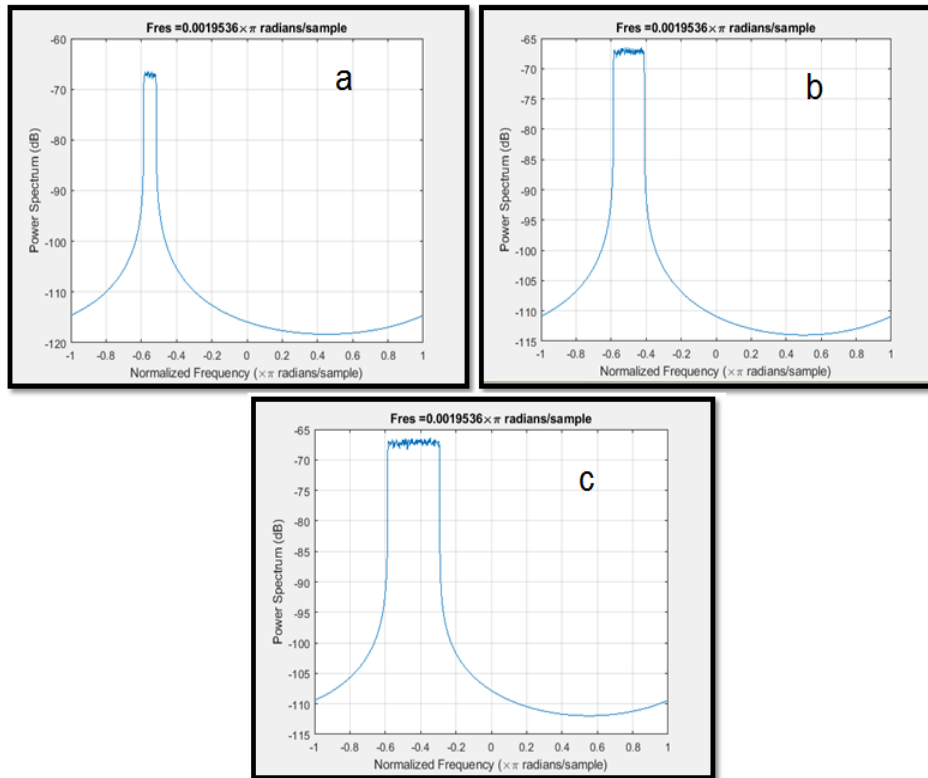 Fres =0.0019536×π radians/sample
a
Power Spectrum (dB)
-60
-70
-80
-90
-100
-110
-120
-1 -0.8 -0.6 -0.4 -0.2 0 0.2 0.4 0.6 0.8 1
Normalized Frequency (×π radians/sample)
Fres =0.0019536×π radians/sample
b
Power Spectrum (dB)
-65
-70
-75
-80
-85
-90
-95
-100
-105
-110
-115
-1 -0.8 -0.6 -0.4 -0.2 0 0.2 0.4 0.6 0.8 1
Normalized Frequency (×π radians/sample)
Fres =0.0019536×π radians/sample
c
Power Spectrum (dB)
-65
-70
-75
-80
-85
-90
-95
-100
-105
-110
-115
-1 -0.8 -0.6 -0.4 -0.2 0 0.2 0.4 0.6 0.8 1
Normalized Frequency (×π radians/sample)